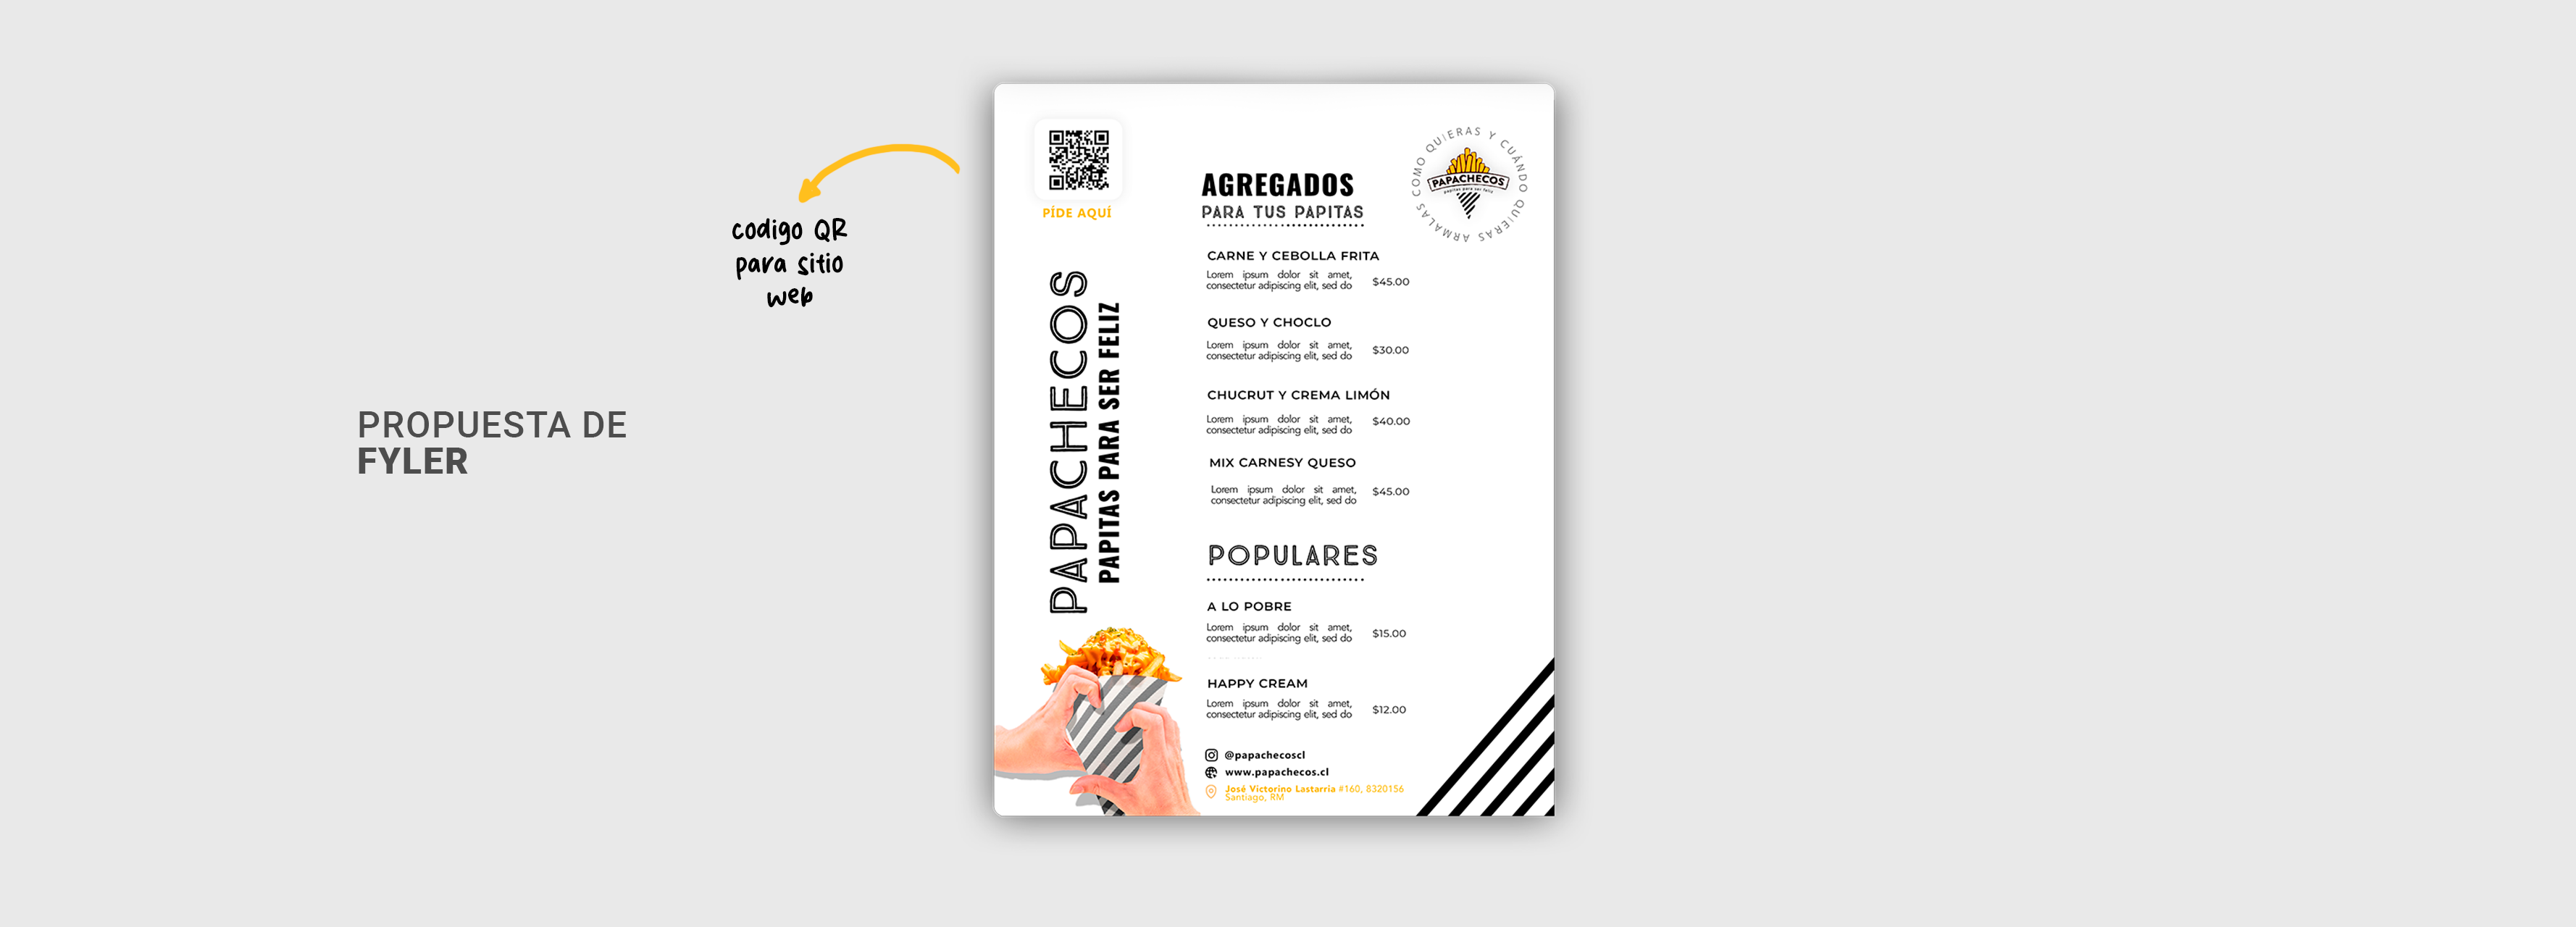 PROPUESTA DE
FYLER
codigo QR
para sitio
web
PÍDE AQUÍ
PAPACHECOS
PAPITAS PARA SER FELIZ
AGREGADOS
PARA TUS PAPITAS
ARMALAS COMO QUIERAS Y CUÁNDO QUIERAS
PAPACHECOS
papitas para ser feliz
CARNE Y CEBOLLA FRITA
Lorem ipsum dolor sit amet,
consectetur adipiscing elit, sed do
$45.00
QUESO Y CHOCLO
Lorem ipsum dolor sit amet,
consectetur adipiscing elit, sed do
$30.00
CHUCRUT Y CREMA LIMÓN
Lorem ipsum dolor sit amet,
consectetur adipiscing elit, sed do
$40.00
MIX CARNESY QUESO
Lorem ipsum dolor sit amet,
consectetur adipiscing elit, sed do
$45.00
POPULARES
A LO POBRE
Lorem ipsum dolor sit amet,
consectetur adipiscing elit, sed do
$15.00
HAPPY CREAM
Lorem ipsum dolor sit amet,
consectetur adipiscing elit, sed do
$12.00
@papachecoscl
www.papachecos.cl
José Victorino Lastarria #160, 8320156
Santiago, RM